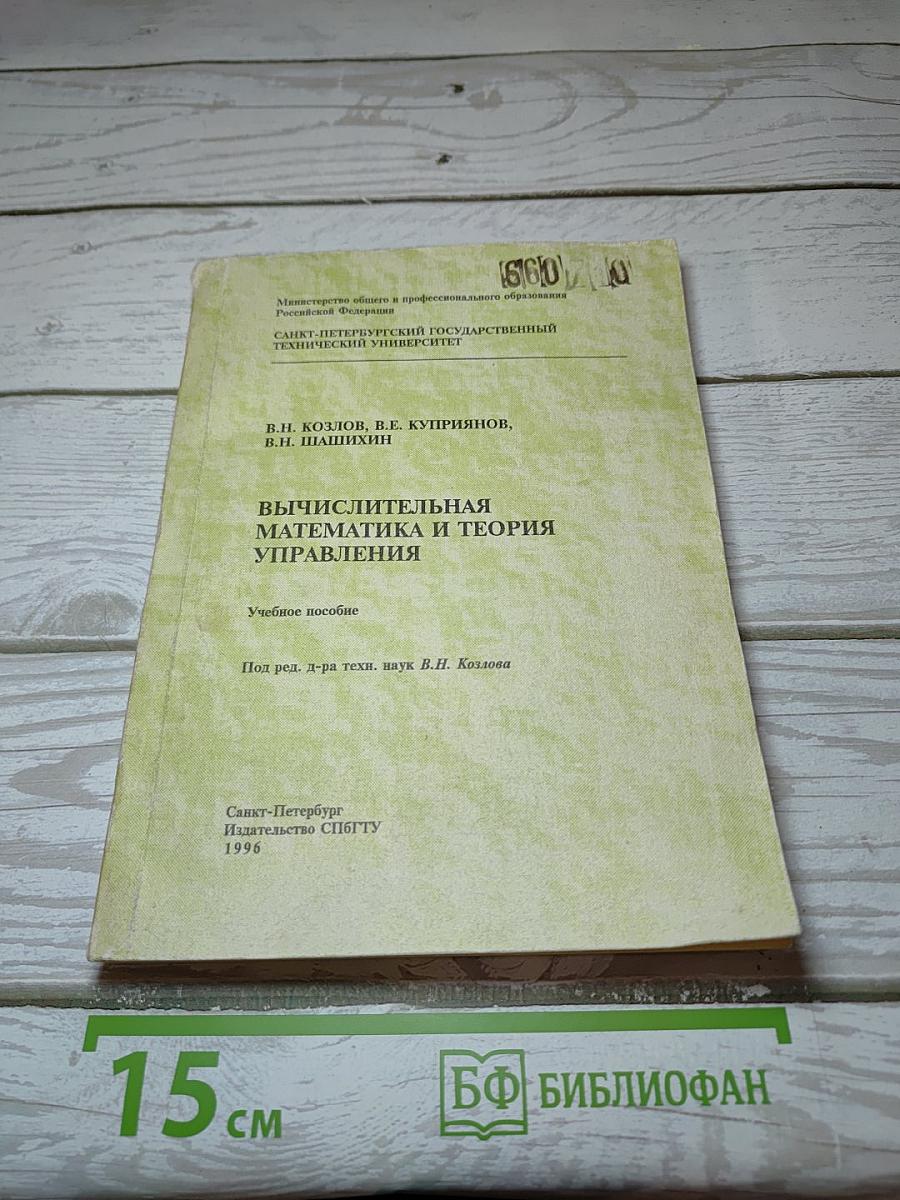 660
Министерство общего и профессионального образования
Российской Федерации
САНКТ-ПЕТЕРБУРГСКИЙ ГОСУДАРСТВЕННЫЙ
ТЕХНИЧЕСКИЙ УНИВЕРСИТЕТ
В.Н. КОЗЛОВ, В.Е. КУПРИЯНОВ,
В.Н. ШАШИХИН
ВЫЧИСЛИТЕЛЬНАЯ
МАТЕМАТИКА И ТЕОРИЯ
УПРАВЛЕНИЯ
Учебное пособие
Под ред. д-ра техн. наук В.Н. Козлова
Санкт-Петербург
Издательство СПбГТУ
1996
15 см
БФ БИБЛИОФАН